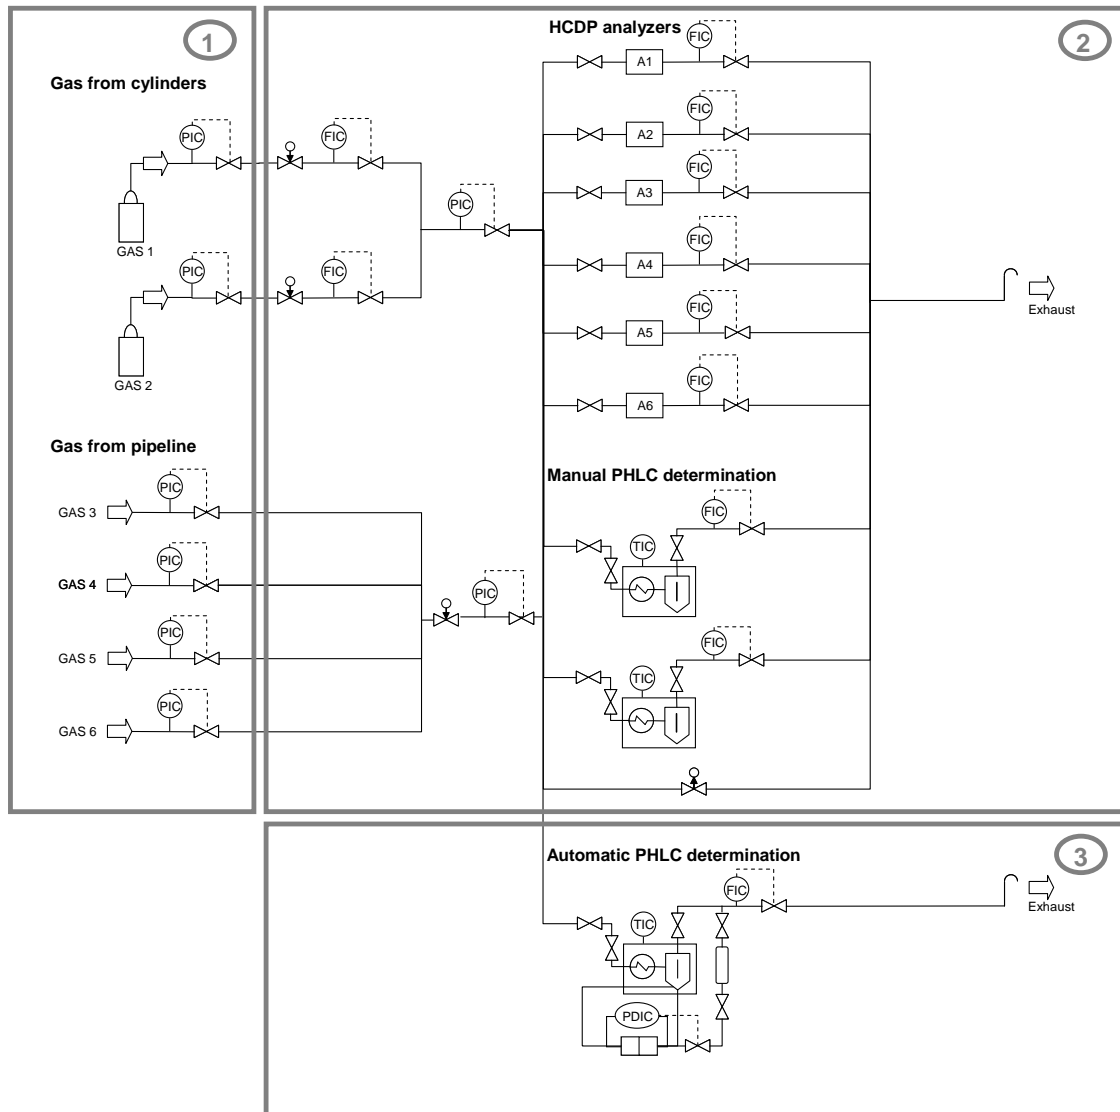 1
Gas from cylinders
PIC
GAS 1
PIC
GAS 2
Gas from pipeline
PIC
GAS 3
PIC
GAS 4
PIC
GAS 5
PIC
GAS 6
2
HCDP analyzers
FIC
A1
FIC
A2
FIC
A3
FIC
A4
FIC
A5
FIC
A6
FIC
FIC
PIC
PIC
Exhaust
Manual PHLC determination
FIC
TIC
FIC
TIC
3
Automatic PHLC determination
FIC
TIC
PDIC
Exhaust